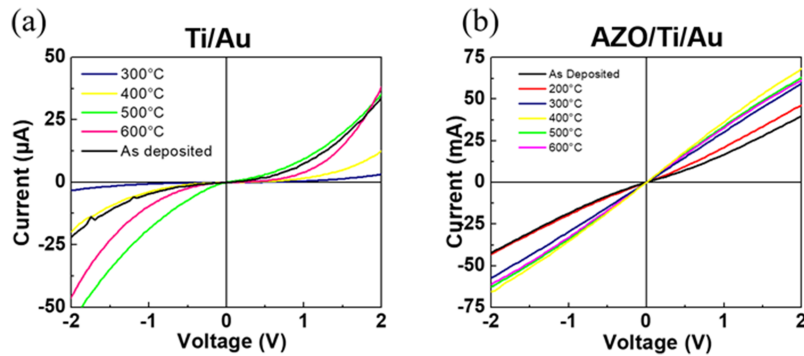 (a)
Ti/Au
50
25
0
-25
-50
Current (μA)
300°C
400°C
500°C
600°C
As deposited
-2 -1 0 1 2
Voltage (V)
(b)
AZO/Ti/Au
75
50
25
0
-25
-50
-75
Current (mA)
As Deposited
200°C
300°C
400°C
500°C
600°C
-2 -1 0 1 2
Voltage (V)